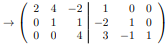 → ( 2 4 −2 | 1 0 0
0 1 1 | −2 1 0
0 0 4 | 3 −1 1 )